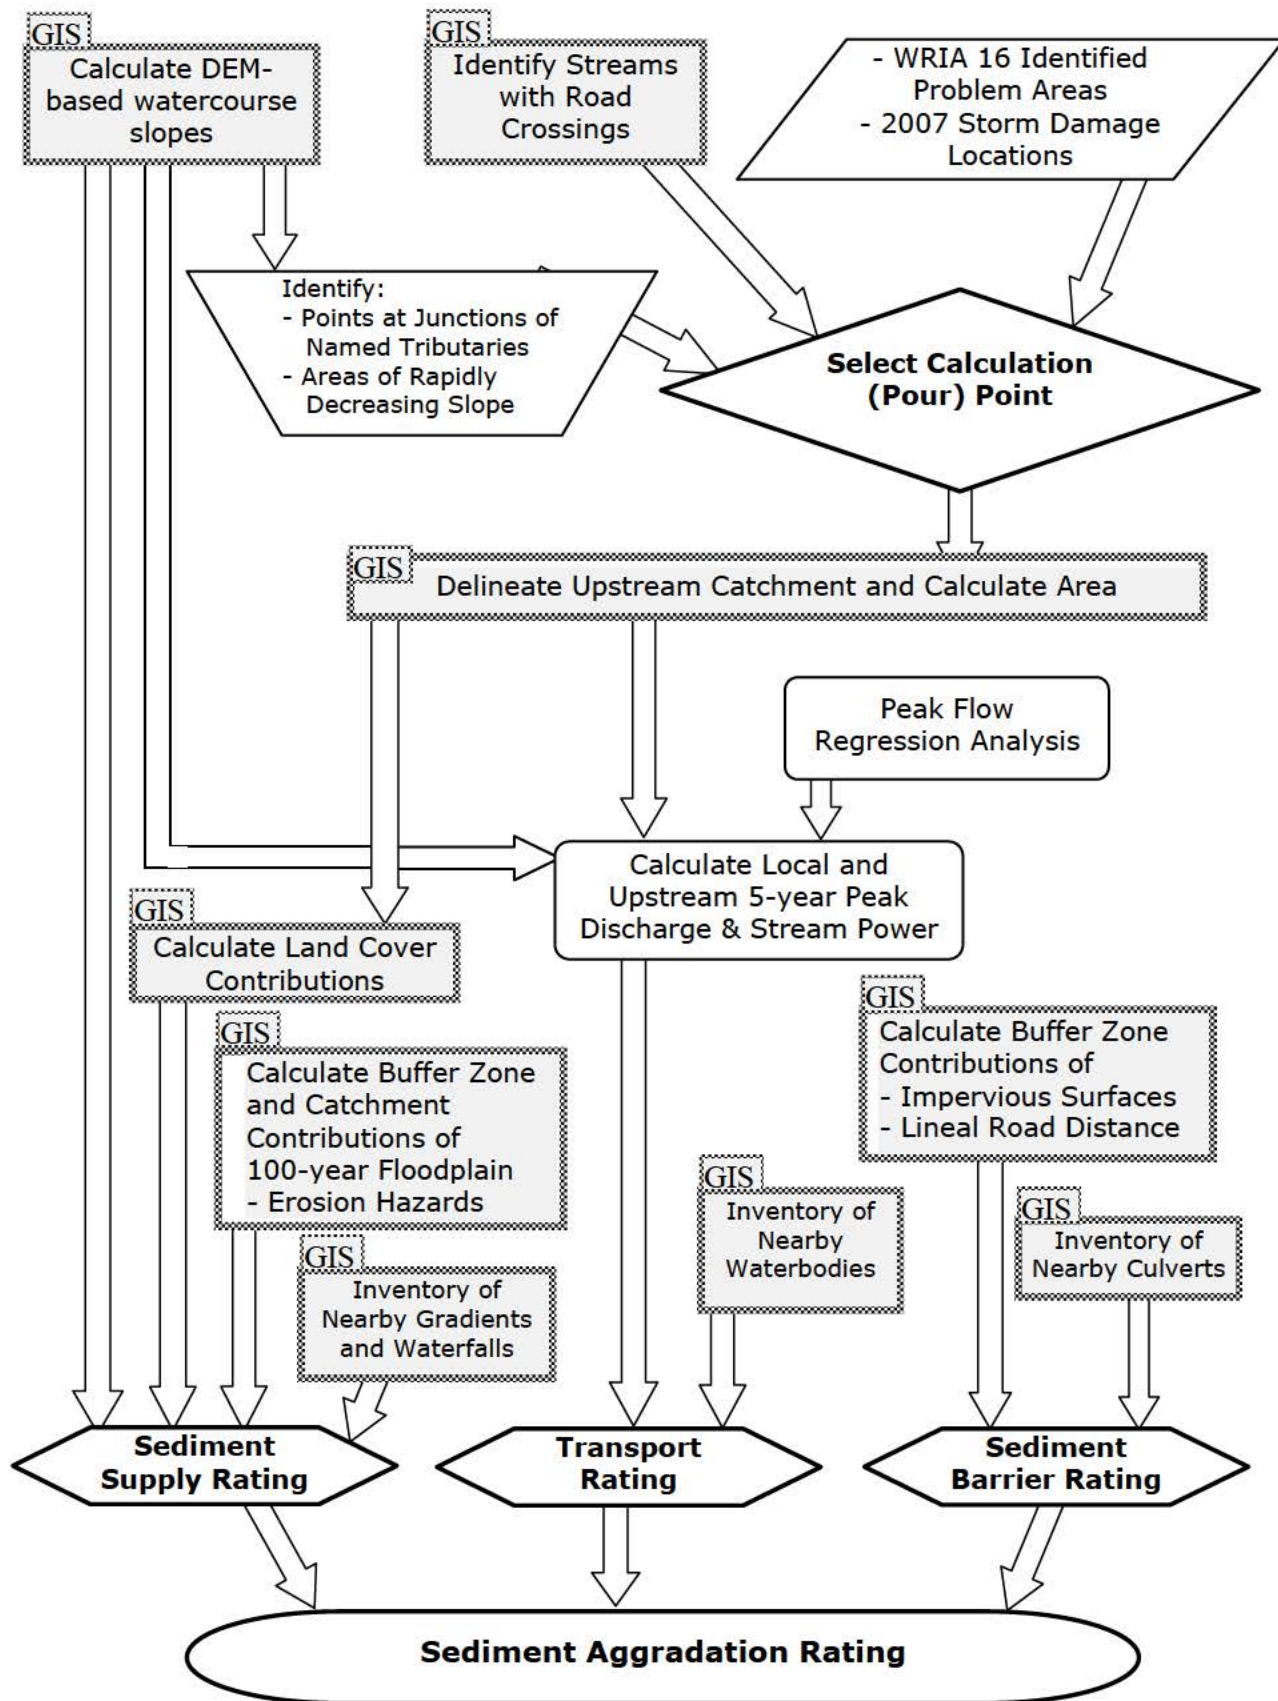 GIS
Calculate DEM-
based watercourse
slopes
GIS
Identify Streams
with Road
Crossings
- WRIA 16 Identified
Problem Areas
- 2007 Storm Damage
Locations
Identify:
- Points at Junctions of
Named Tributaries
- Areas of Rapidly
Decreasing Slope
Select Calculation
(Pour) Point
GIS
Delineate Upstream Catchment and Calculate Area
Peak Flow
Regression Analysis
Calculate Local and
Upstream 5-year Peak
Discharge & Stream Power
GIS
Calculate Land Cover
Contributions
GIS
Calculate Buffer Zone
and Catchment
Contributions of
100-year Floodplain
- Erosion Hazards
GIS
Calculate Buffer Zone
Contributions of
- Impervious Surfaces
- Lineal Road Distance
GIS
Inventory of
Nearby Gradients
and Waterfalls
GIS
Inventory of
Nearby
Waterbodies
GIS
Inventory of
Nearby Culverts
Sediment
Supply Rating
Transport
Rating
Sediment
Barrier Rating
Sediment Aggradation Rating